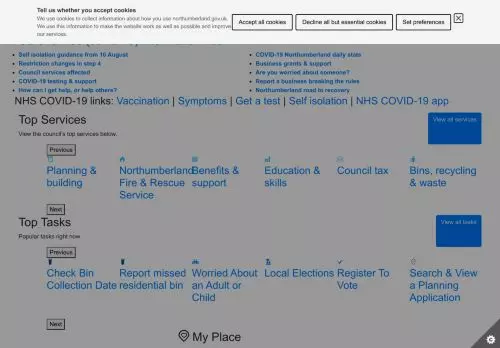 Tell us whether you accept cookies
We use cookies to collect information about how you use northumberland.gov.uk.
We use this information to make the website work as well as possible and improve
our services.
Accept all cookies
Decline all but essential cookies
Set preferences
Self isolation guidance from 16 August
Restriction changes in step 4
Council services affected
COVID-19 testing & support
How can I get help, or help others?
COVID-19 Northumberland daily stats
Business grants & support
Are you worried about someone?
Report a business breaking the rules
Northumberland road to recovery
NHS COVID-19 links: Vaccination | Symptoms | Get a test | Self isolation | NHS COVID-19 app
Top Services
View the council's top services below.
View all services
Previous
Planning &
building
Northumberland
Fire & Rescue
Service
Benefits &
support
Education &
skills
Council tax
Bins, recycling
& waste
Next
Top Tasks
Popular tasks right now
View all tasks
Previous
Check Bin
Collection Date
Report missed
residential bin
Worried About
an Adult or
Child
Local Elections
Register To
Vote
Search & View
a Planning
Application
Next
My Place